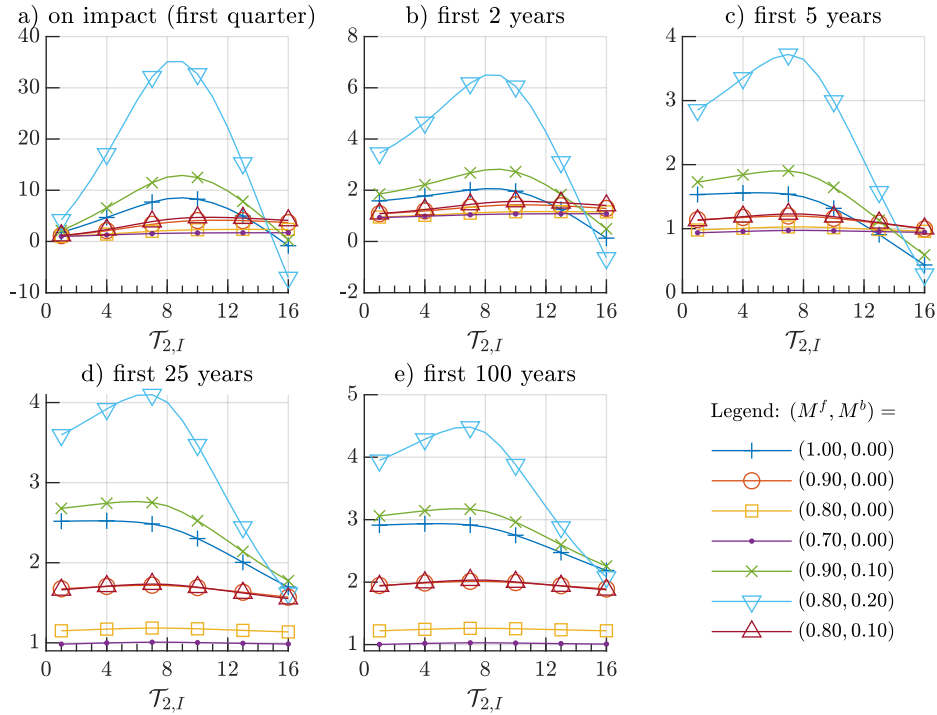 a) on impact (first quarter)
b) first 2 years
c) first 5 years
40
30
20
10
0
-10
0 4 8 12 16
𝒯2,I
8
6
4
2
0
-2
0 4 8 12 16
𝒯2,I
4
3
2
1
0
0 4 8 12 16
𝒯2,I
d) first 25 years
e) first 100 years
4
3
2
1
0 4 8 12 16
𝒯2,I
5
4
3
2
1
0 4 8 12 16
𝒯2,I
Legend: (M^f, M^b) =
(1.00, 0.00)
(0.90, 0.00)
(0.80, 0.00)
(0.70, 0.00)
(0.90, 0.10)
(0.80, 0.20)
(0.80, 0.10)